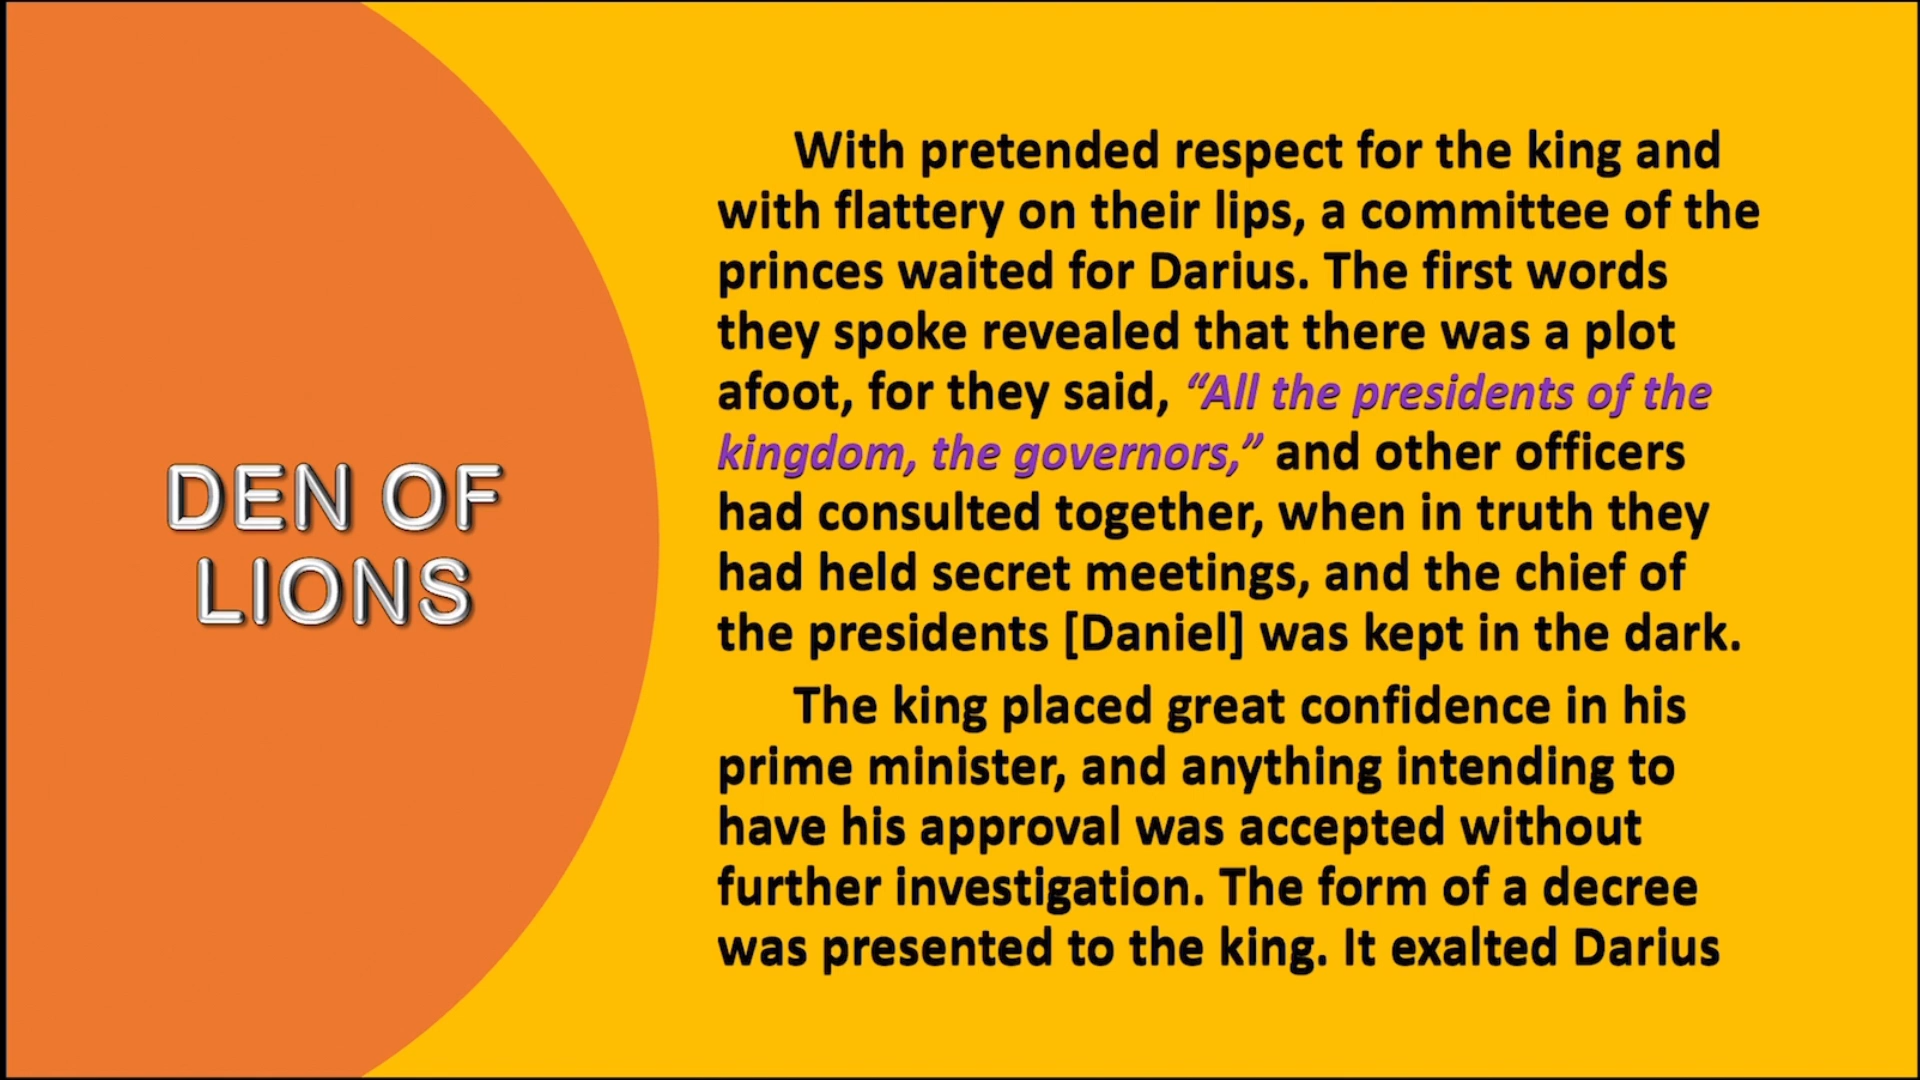 DEN OF
LIONS
With pretended respect for the king and
with flattery on their lips, a committee of the
princes waited for Darius. The first words
they spoke revealed that there was a plot
afoot, for they said, “All the presidents of the
kingdom, the governors,” and other officers
had consulted together, when in truth they
had held secret meetings, and the chief of
the presidents [Daniel] was kept in the dark.
The king placed great confidence in his
prime minister, and anything intending to
have his approval was accepted without
further investigation. The form of a decree
was presented to the king. It exalted Darius